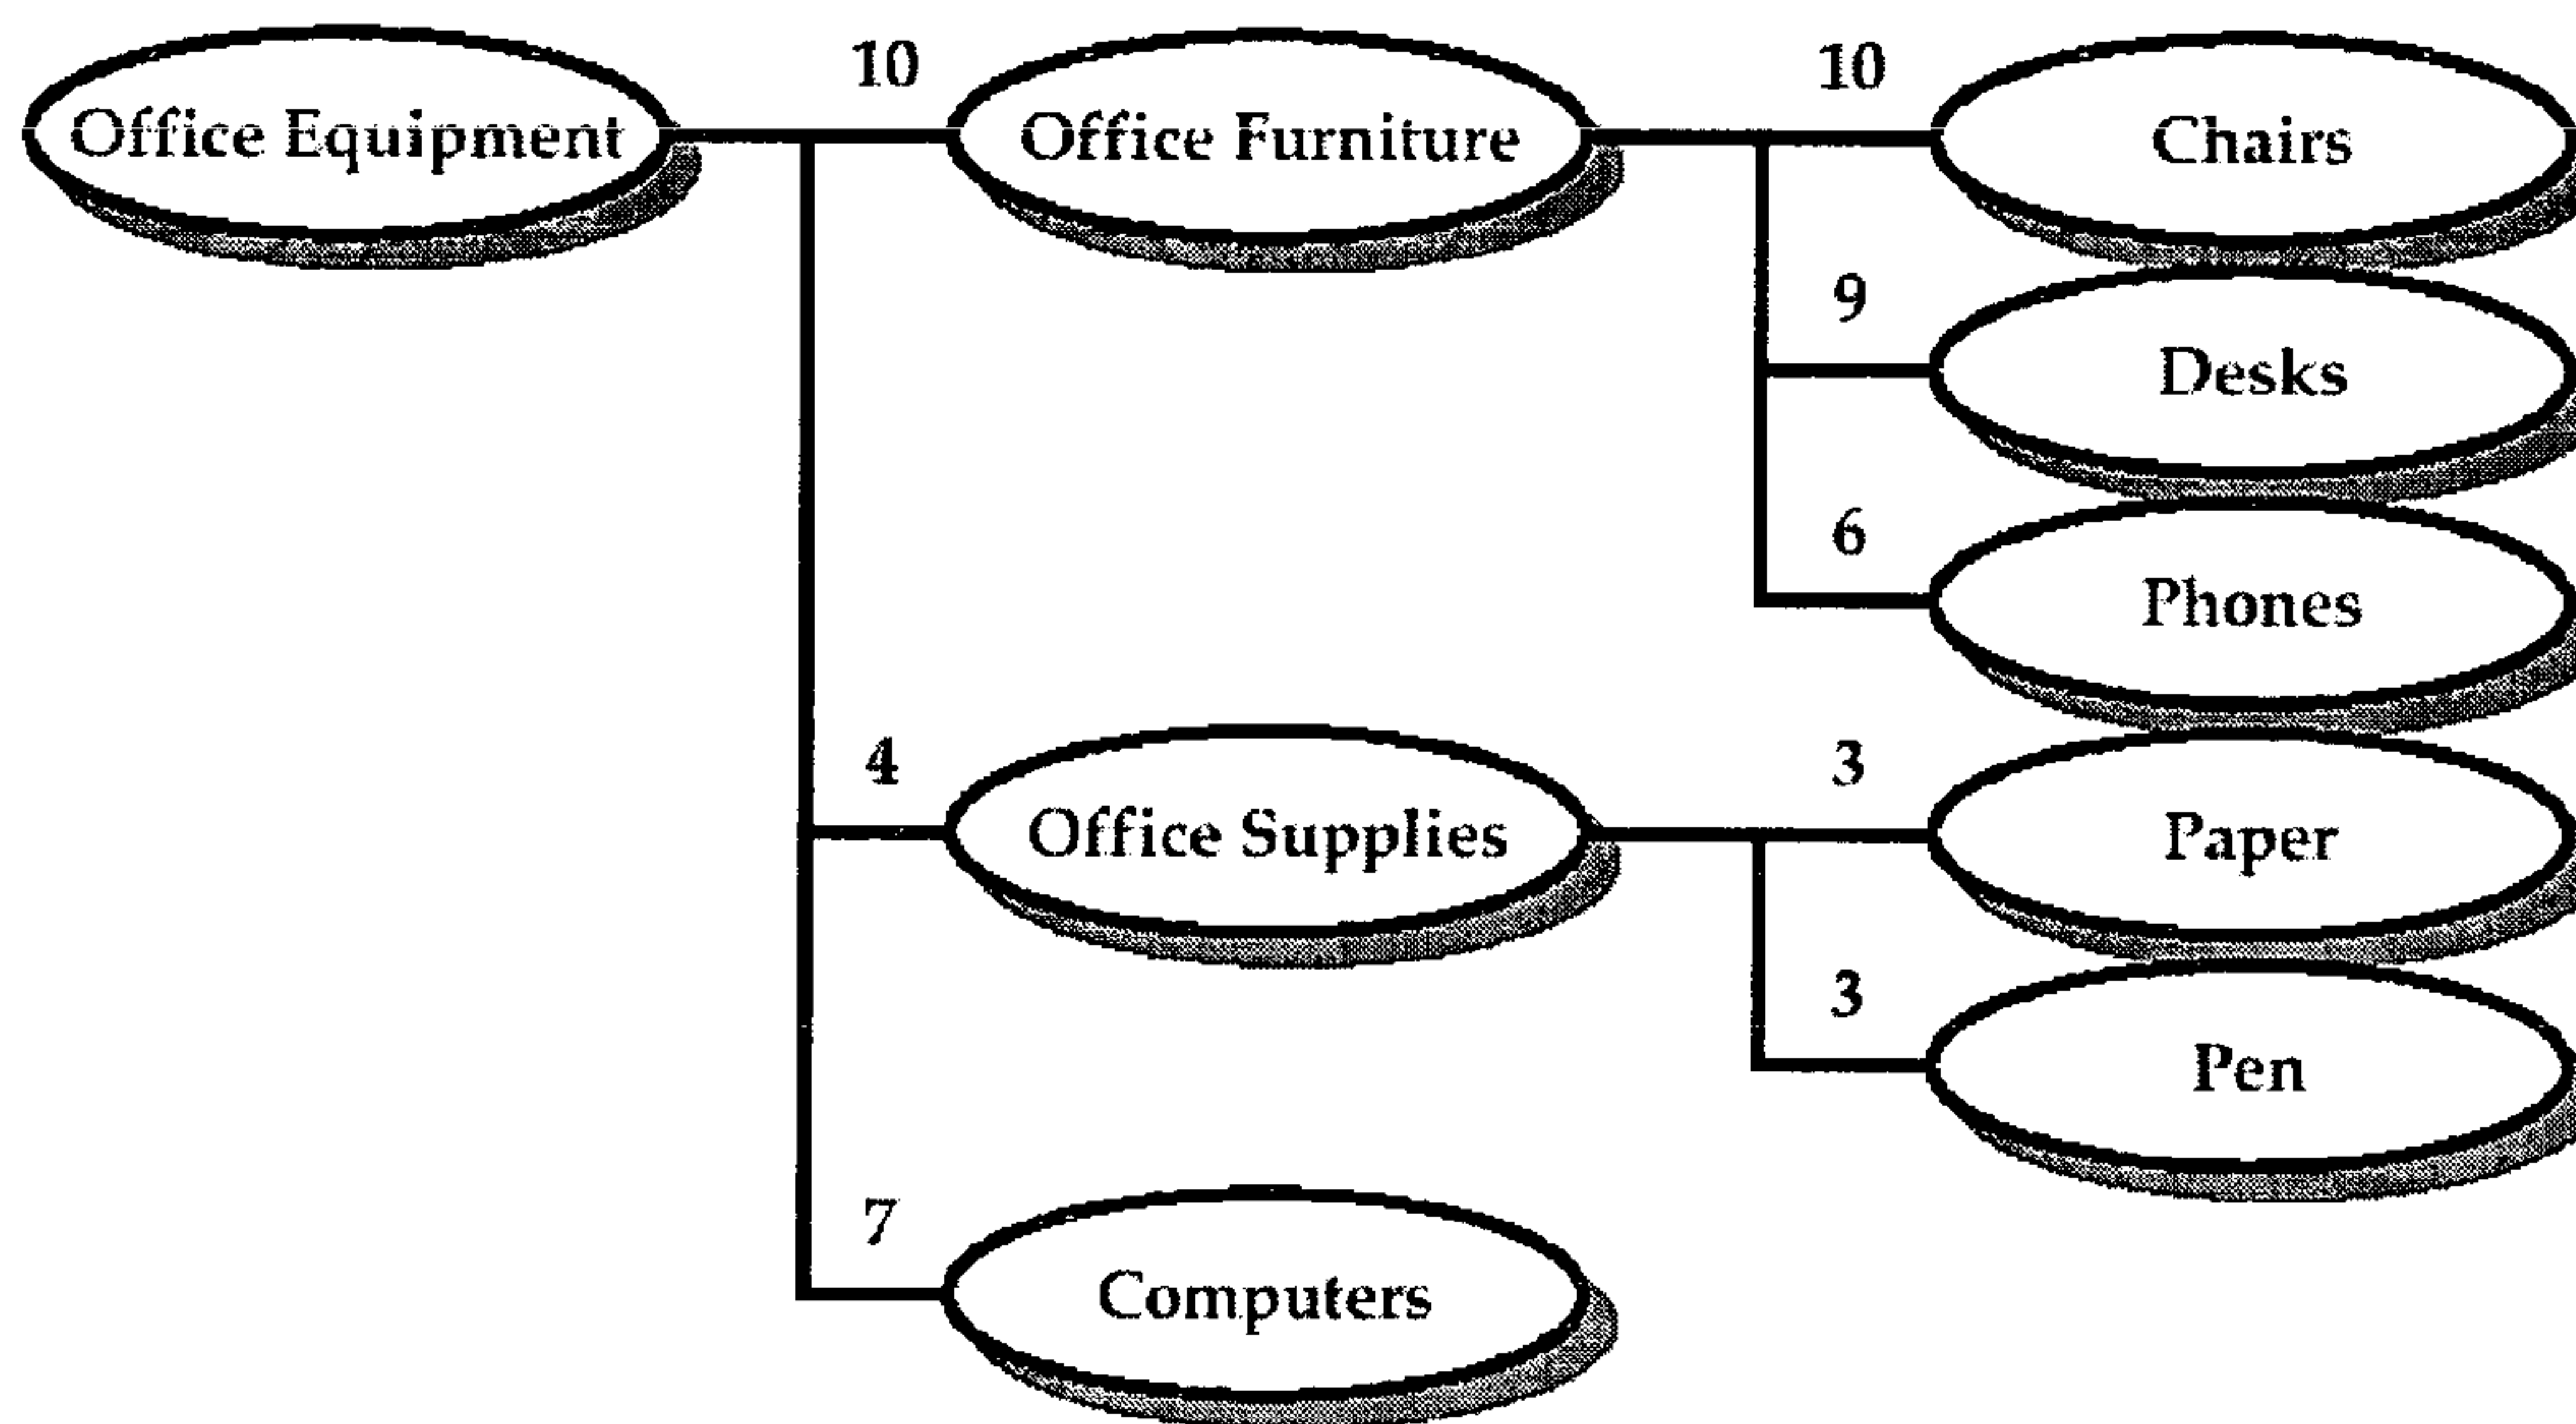 10
10
Office Equipment
Office Furniture
Chairs
9
Desks
6
Phones
4
3
Office Supplies
Paper
3
Pen
7
Computers